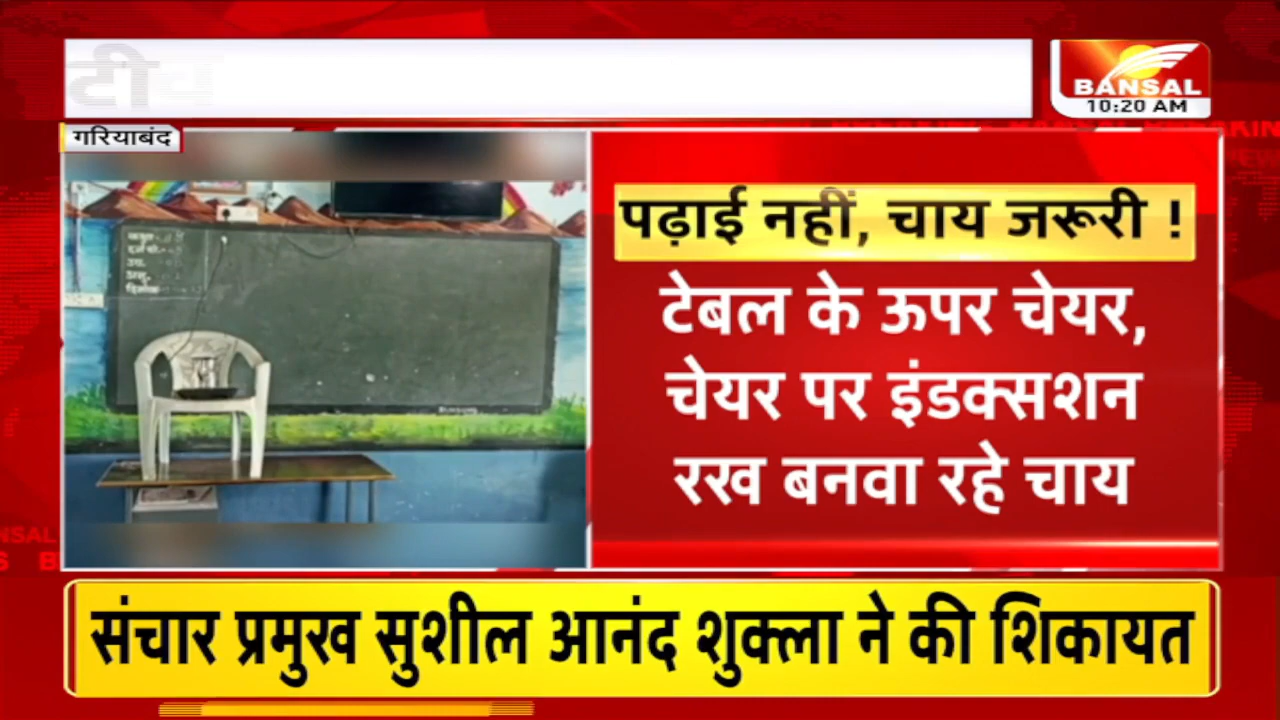 BANSAL
10:20 AM
गरियाबंद
पढ़ाई नहीं, चाय जरूरी !
टेबल के ऊपर चेयर,
चेयर पर इंडक्सशन
रख बनवा रहे चाय
संचार प्रमुख सुशील आनंद शुक्ला ने की शिकायत